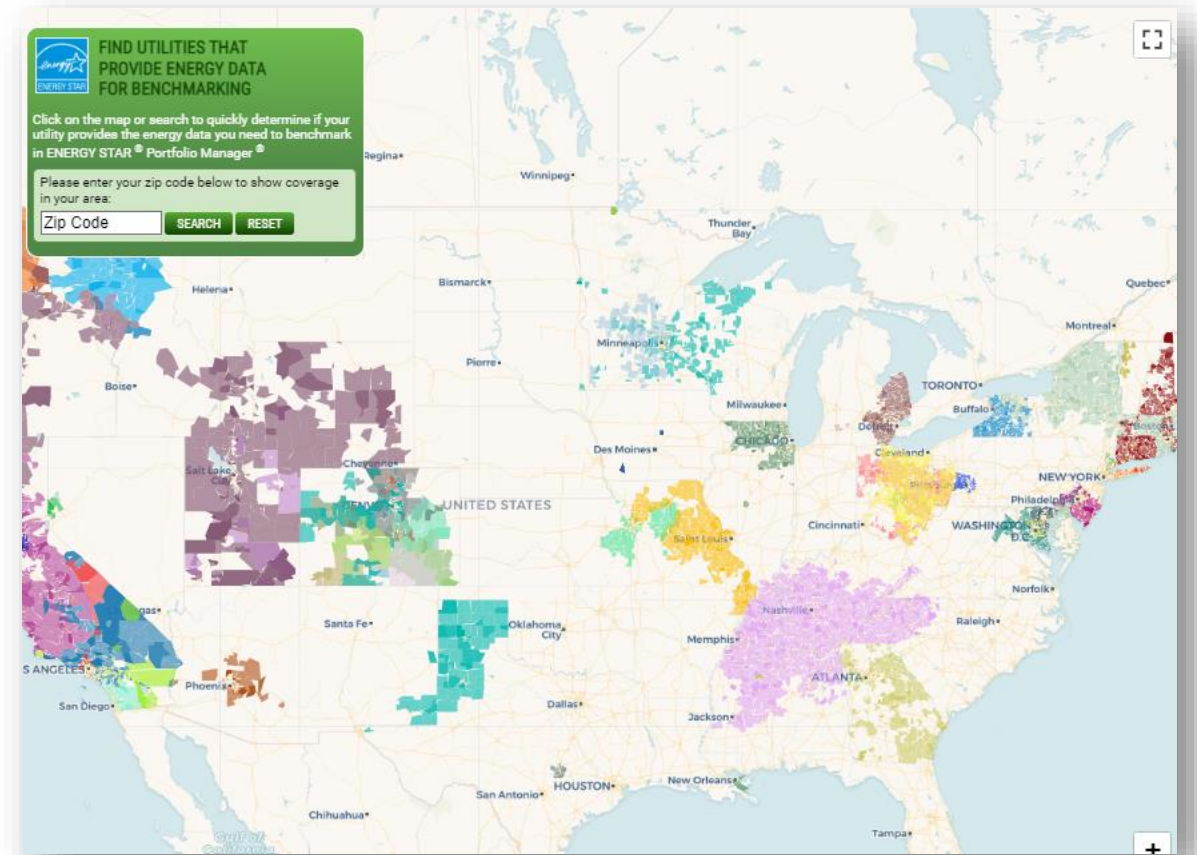 FIND UTILITIES THAT
PROVIDE ENERGY DATA
FOR BENCHMARKING
energy
ENERGY STAR
Click on the map or search to quickly determine if your
utility provides the energy data you need to benchmark
in ENERGY STAR ® Portfolio Manager ®
Please enter your zip code below to show coverage
in your area:
Zip Code SEARCH RESET
Regina
Winnipeg
Thunder
Bay
Helena
Bismarck
Quebec
Montreal
Minneapolis
Pierre
Boise
TORONTO
Milwaukee
Buffalo
Detroit
Boston
CHICAGO
Des Moines
Cleveland
Salt Lake
City
Cheyenne
NEW YORK
Pittsburgh
DENVER
UNITED STATES
Philadelphia
Cincinnati
WASHINGTON
D.C.
Saint Louis
Norfolk
gas
Nashville
Santa Fe
Oklahoma
City
Raleigh
Memphis
S ANGELES
ATLANTA
Phoenix
San Diego
Dallas
Jackson
HOUSTON
New Orleans
San Antonio
Chihuahua
Gulf of
California
Tampa
+